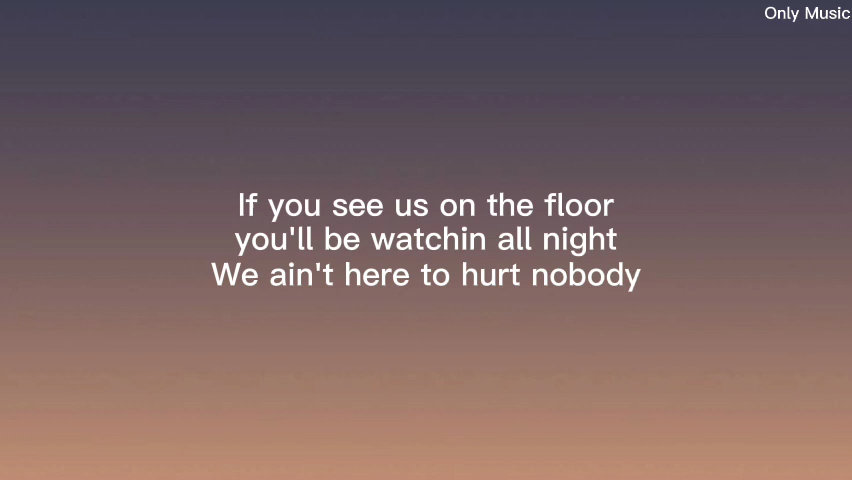 Only Music
If you see us on the floor
you'll be watchin all night
We ain't here to hurt nobody